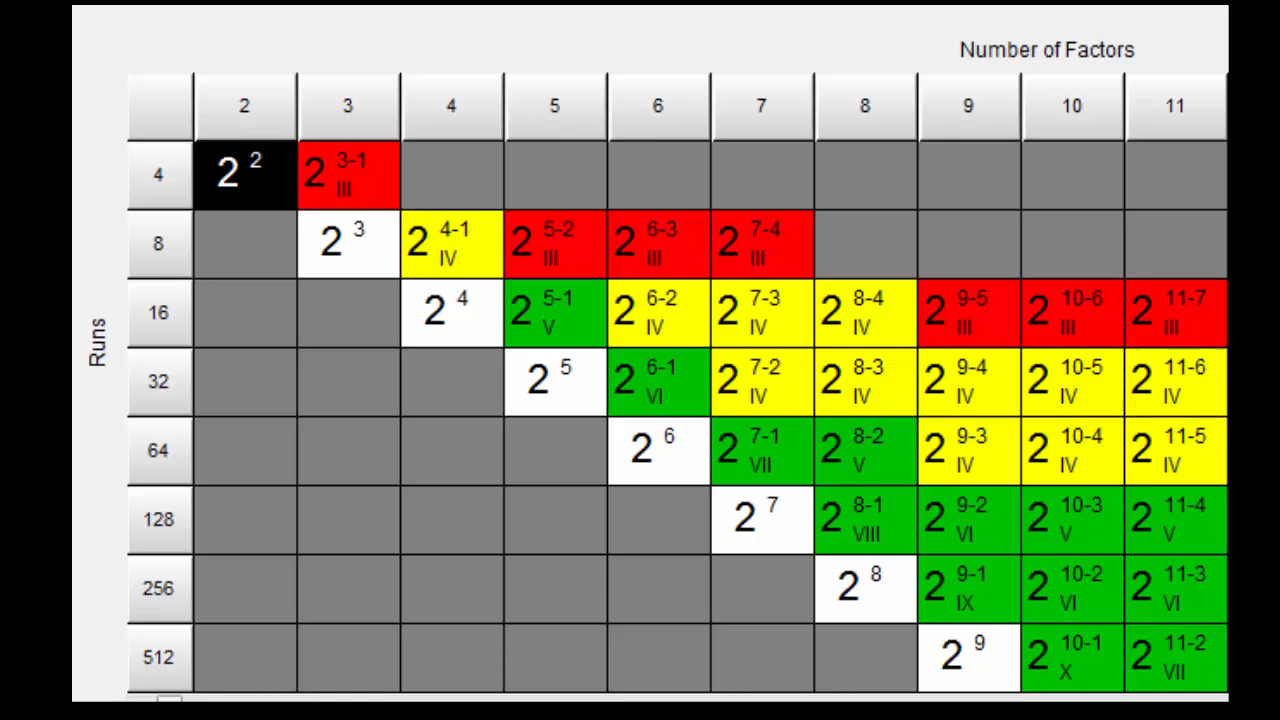 Number of Factors
2 3 4 5 6 7 8 9 10 11
Runs
4 2^2 2^3-1 III
8 2^3 2^4-1 IV 2^5-2 III 2^6-3 III 2^7-4 III
16 2^4 2^5-1 V 2^6-2 IV 2^7-3 IV 2^8-4 IV 2^9-5 III 2^10-6 III 2^11-7 III
32 2^5 2^6-1 VI 2^7-2 IV 2^8-3 IV 2^9-4 IV 2^10-5 IV 2^11-6 IV
64 2^6 2^7-1 VII 2^8-2 V 2^9-3 IV 2^10-4 IV 2^11-5 IV
128 2^7 2^8-1 VIII 2^9-2 VI 2^10-3 V 2^11-4 V
256 2^8 2^9-1 IX 2^10-2 VI 2^11-3 VI
512 2^9 2^10-1 X 2^11-2 VII